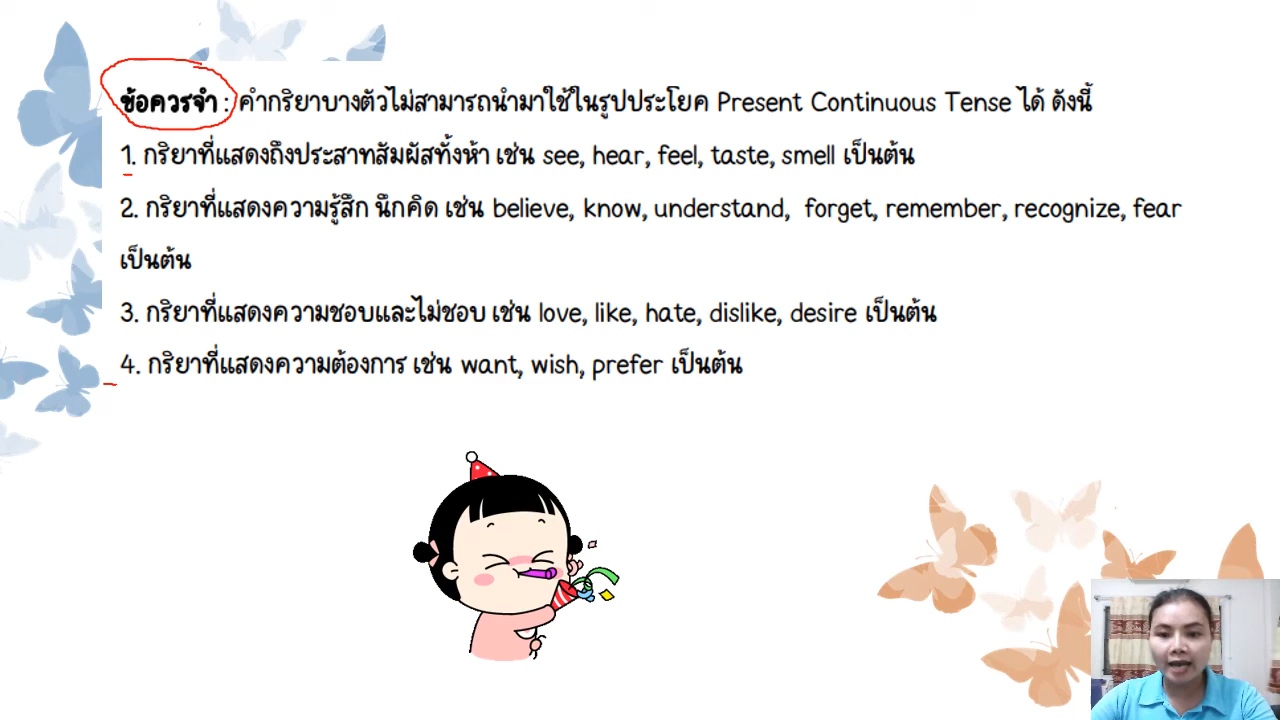 ข้อควรจำ : คำกริยาบางตัวไม่สามารถนำมาใช้ในรูปประโยค Present Continuous Tense ได้ ดังนี้
1. กริยาที่แสดงถึงประสาทสัมผัสทั้งห้า เช่น see, hear, feel, taste, smell เป็นต้น
2. กริยาที่แสดงความรู้สึก นึกคิด เช่น believe, know, understand, forget, remember, recognize, fear
เป็นต้น
3. กริยาที่แสดงความชอบและไม่ชอบ เช่น love, like, hate, dislike, desire เป็นต้น
4. กริยาที่แสดงความต้องการ เช่น want, wish, prefer เป็นต้น